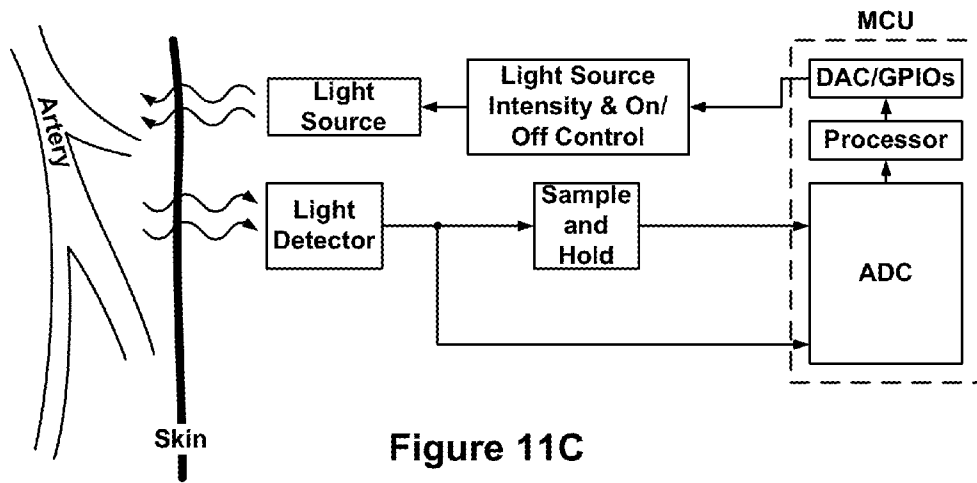 MCU
Light Source
Intensity & On/
Off Control
DAC/GPIOs
Light
Source
Processor
Artery
Light
Detector
Sample
and
Hold
ADC
Skin
Figure 11C